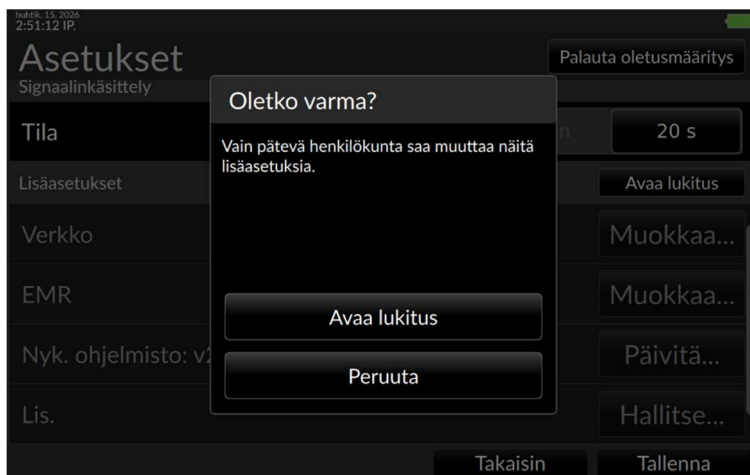 huhtik. 15, 2026
2:51:12 IP.
Asetukset
Palauta oletusmääritys
Signaalinkäsittely
Oletko varma?
Tila
n
20 s
Vain pätevä henkilökunta saa muuttaa näitä
lisäasetuksia.
Lisäasetukset
Avaa lukitus
Verkko
Muokkaa...
EMR
Muokkaa...
Avaa lukitus
Nyk. ohjelmisto: v2
Päivitä...
Peruuta
Lis.
Hallitse...
Takaisin
Tallenna